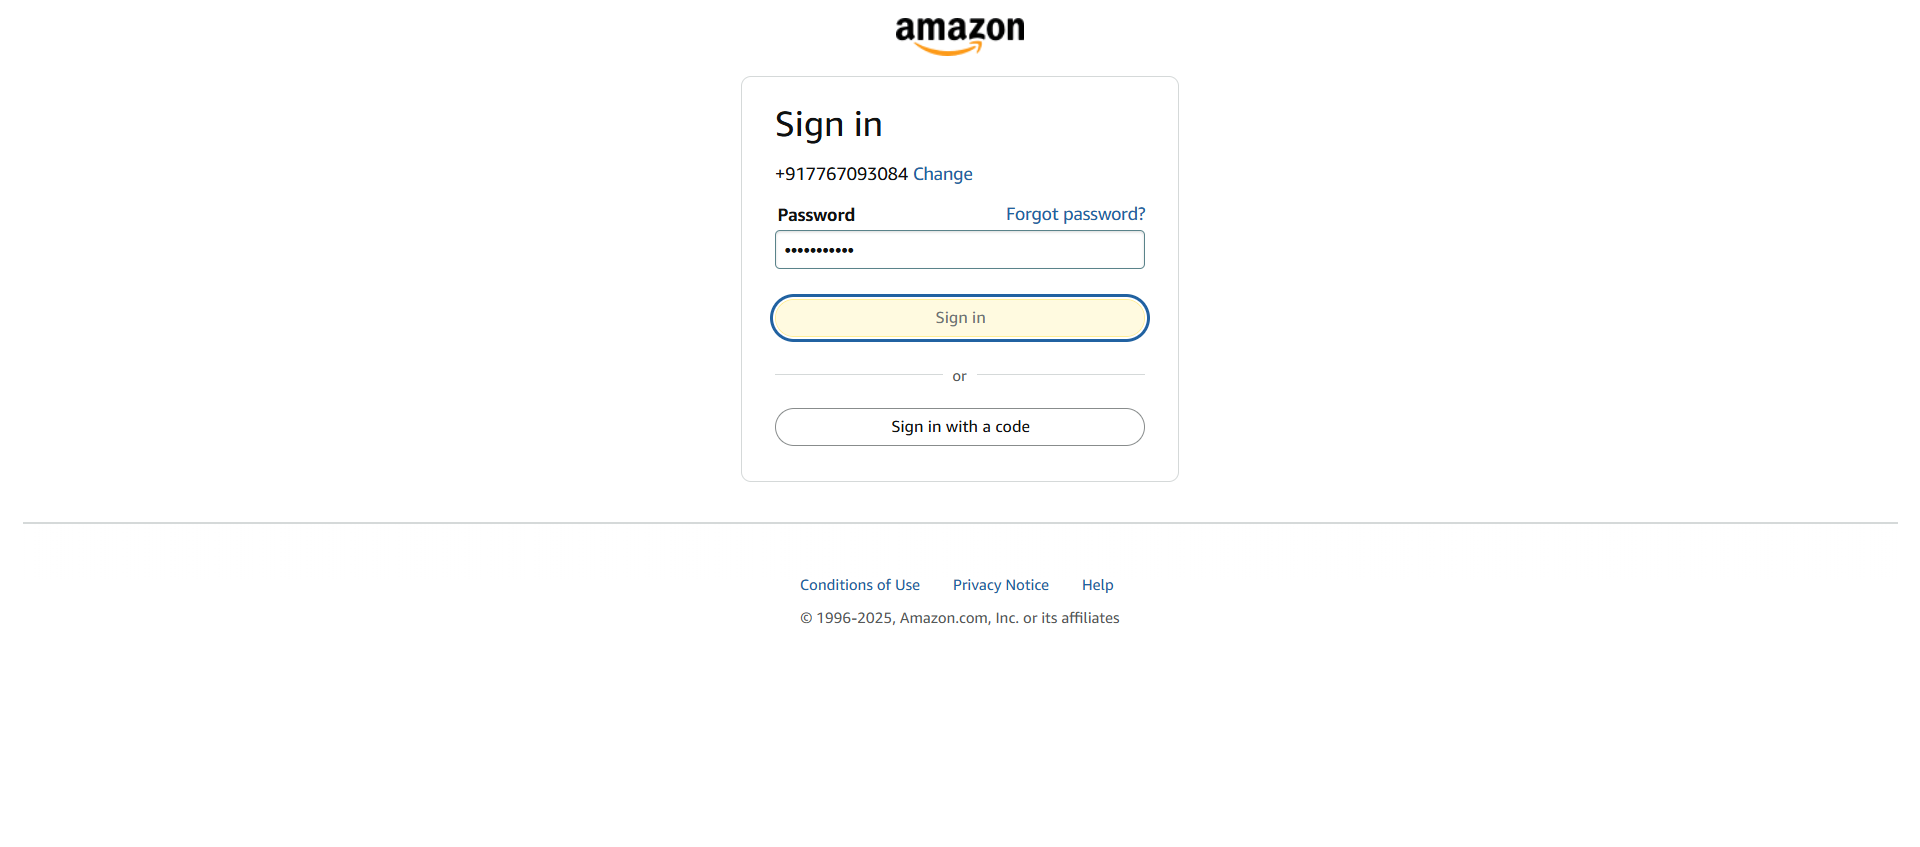 amazon
Sign in
+917767093084 Change
Password Forgot password?
•••••••••••
Sign in
or
Sign in with a code
Conditions of Use Privacy Notice Help
© 1996-2025, Amazon.com, Inc. or its affiliates